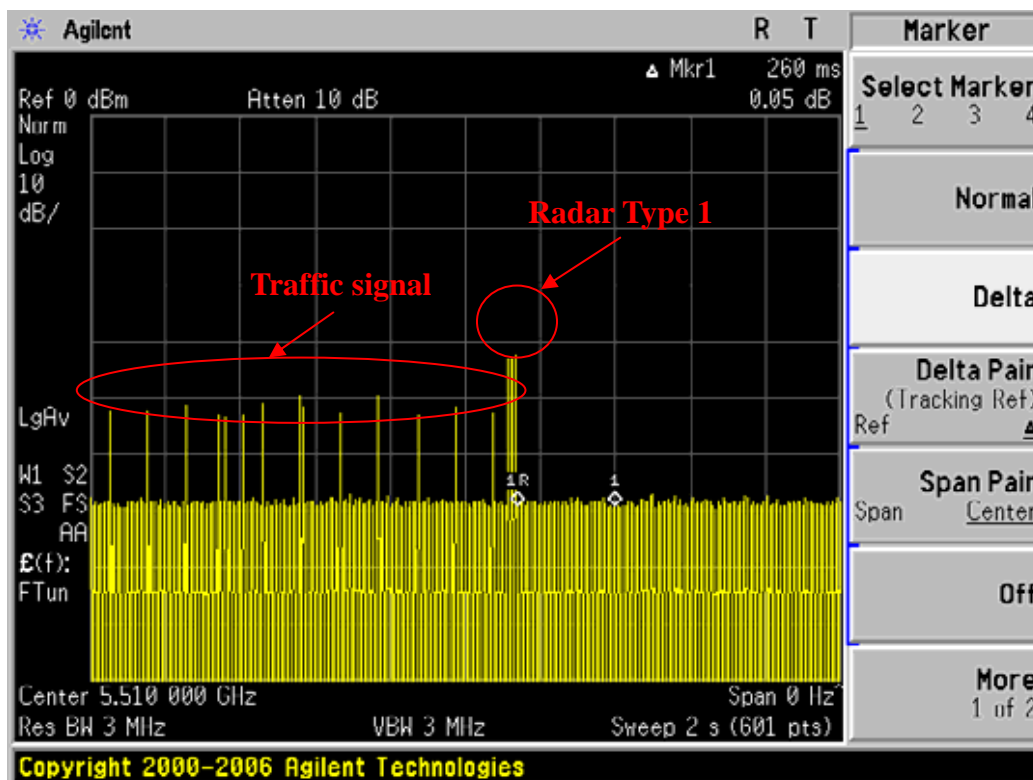 Agilent R T
△ Mkr1 260 ms
Ref 0 dBm Atten 10 dB 0.05 dB
Norm
Log
10
dB/
Radar Type 1
Traffic signal
LgAv
1R 1
W1 S2
S3 FS
AA
£(f):
FTun
Center 5.510 000 GHz Span 0 Hz^
Res BW 3 MHz VBW 3 MHz Sweep 2 s (601 pts)
Copyright 2000-2006 Agilent Technologies
Marker
Select Marker
1 2 3 4
Normal
Delta
Delta Pair
(Tracking Ref)
Ref △
Span Pair
Span Center
Off
More
1 of 2